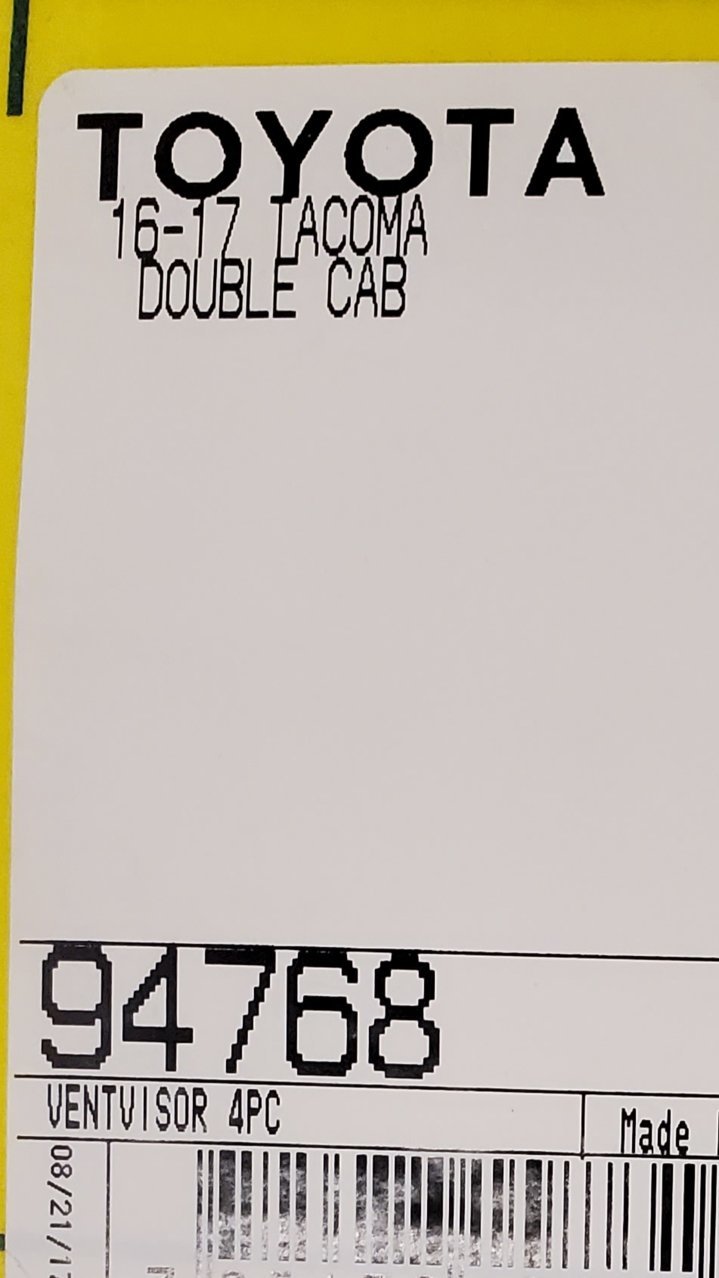 TOYOTA
16-17 TACOMA
DOUBLE CAB
94768
VENTVISOR 4PC
Made